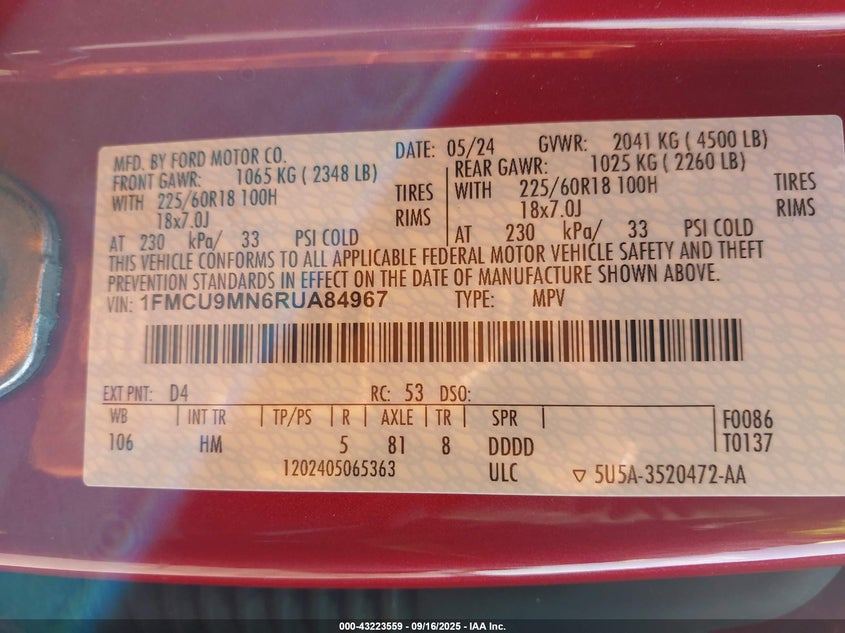 MFD. BY FORD MOTOR CO. DATE: 05/24 GVWR: 2041 KG ( 4500 LB)
FRONT GAWR: 1065 KG ( 2348 LB) REAR GAWR: 1025 KG ( 2260 LB)
WITH 225/60R18 100H TIRES WITH 225/60R18 100H TIRES
18x7.0J RIMS 18x7.0J RIMS
AT 230 kPa/ 33 PSI COLD AT 230 kPa/ 33 PSI COLD
THIS VEHICLE CONFORMS TO ALL APPLICABLE FEDERAL MOTOR VEHICLE SAFETY AND THEFT
PREVENTION STANDARDS IN EFFECT ON THE DATE OF MANUFACTURE SHOWN ABOVE.
VIN: 1FMCU9MN6RUA84967 TYPE: MPV
EXT PNT: D4 RC: 53 DSO:
WB INT TR TP/PS R AXLE TR SPR F0086
106 HM 5 81 8 DDDD T0137
1202405065363 ULC ▽ 5U5A-3520472-AA
000-43223559 - 09/16/2025 - IAA Inc.